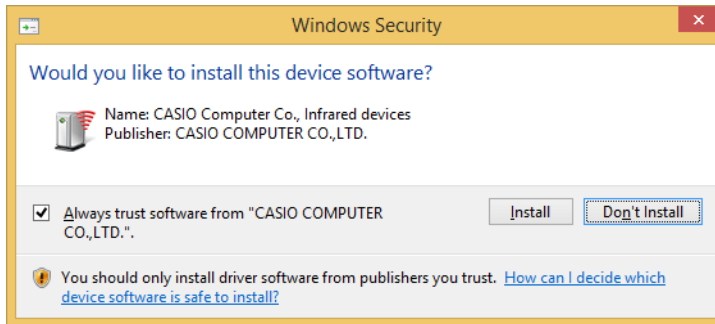 Windows Security
Would you like to install this device software?
Name: CASIO Computer Co., Infrared devices
Publisher: CASIO COMPUTER CO.,LTD.
Always trust software from "CASIO COMPUTER
CO.,LTD.".
Install
Don't Install
You should only install driver software from publishers you trust. How can I decide which
device software is safe to install?